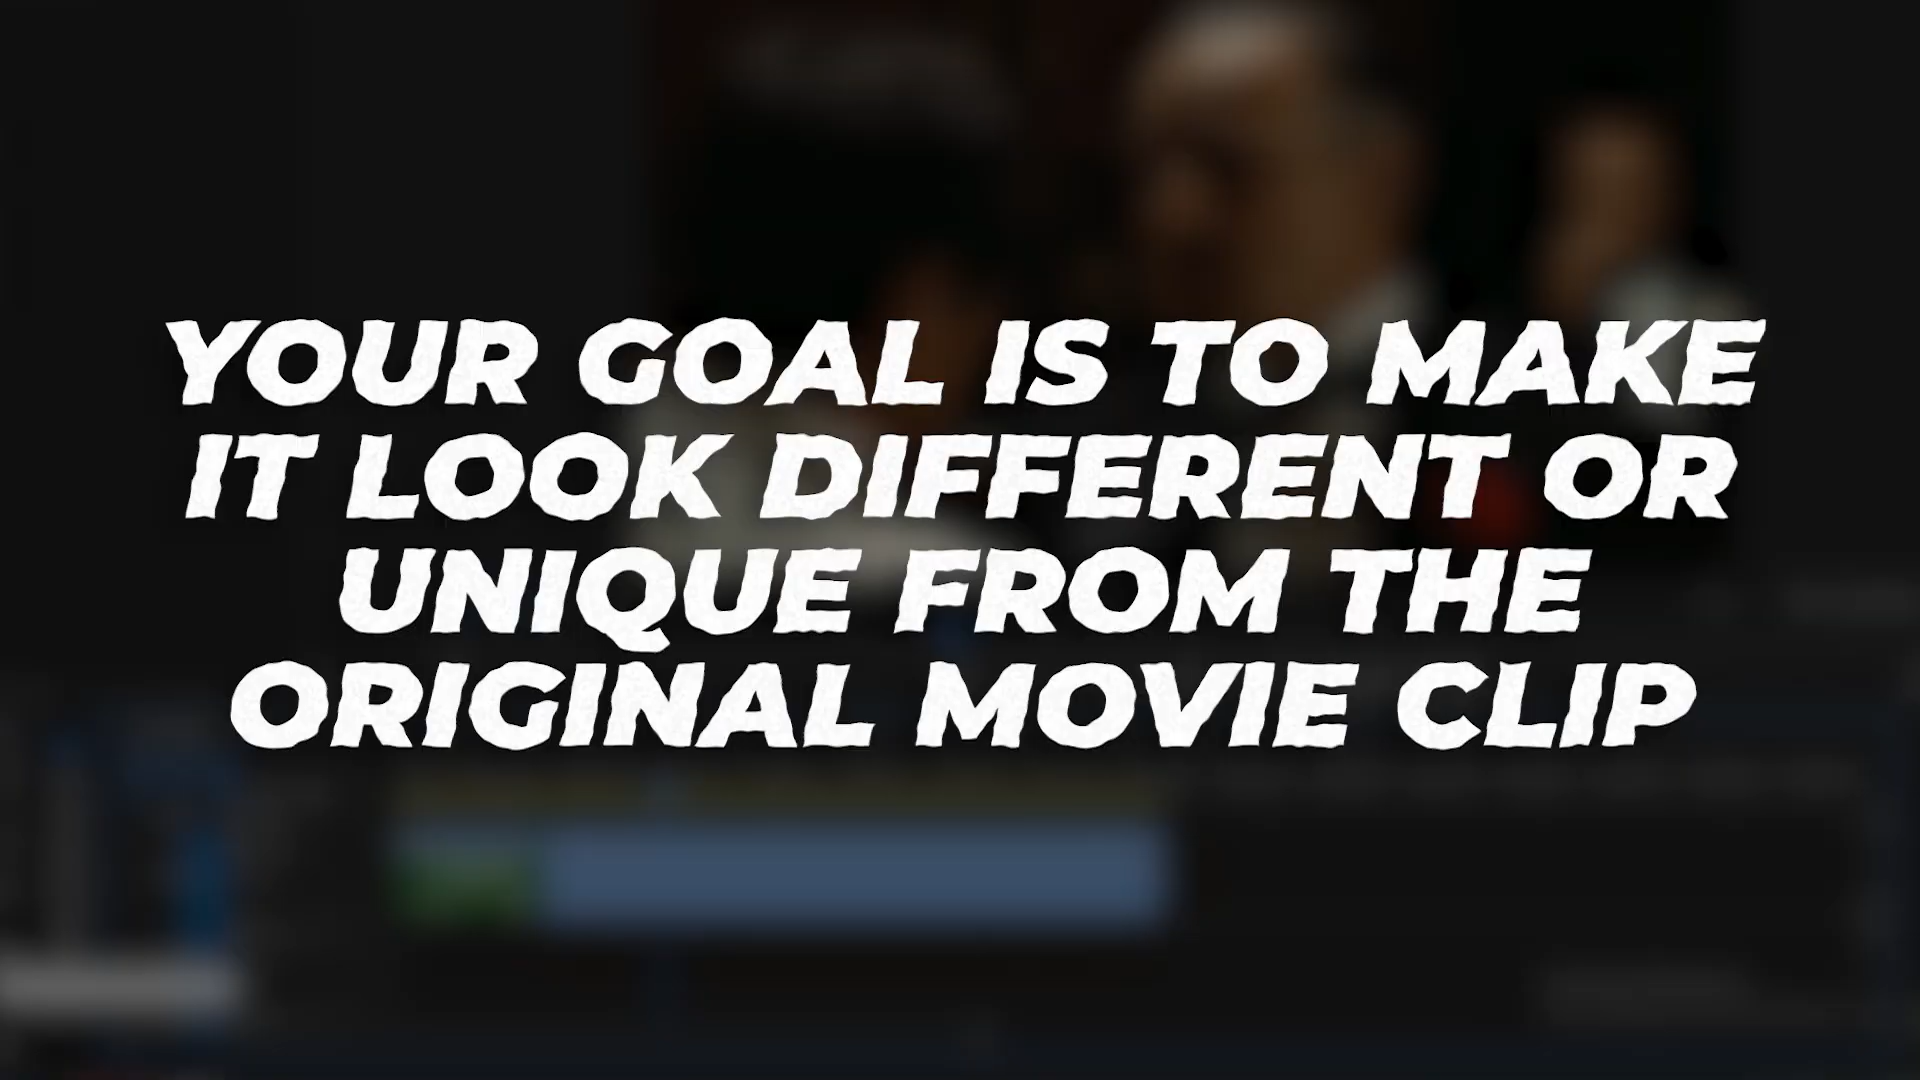 YOUR GOAL IS TO MAKE
IT LOOK DIFFERENT OR
UNIQUE FROM THE
ORIGINAL MOVIE CLIP